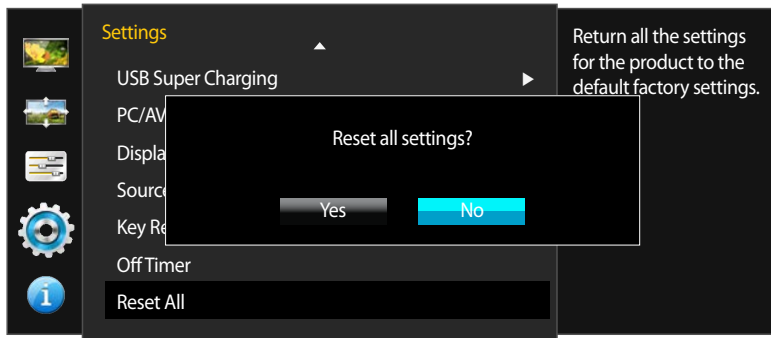 Settings
USB Super Charging
PC/AV
Displa
Source
Key Re
Off Timer
Reset All
Reset all settings?
Yes No
Return all the settings
for the product to the
default factory settings.